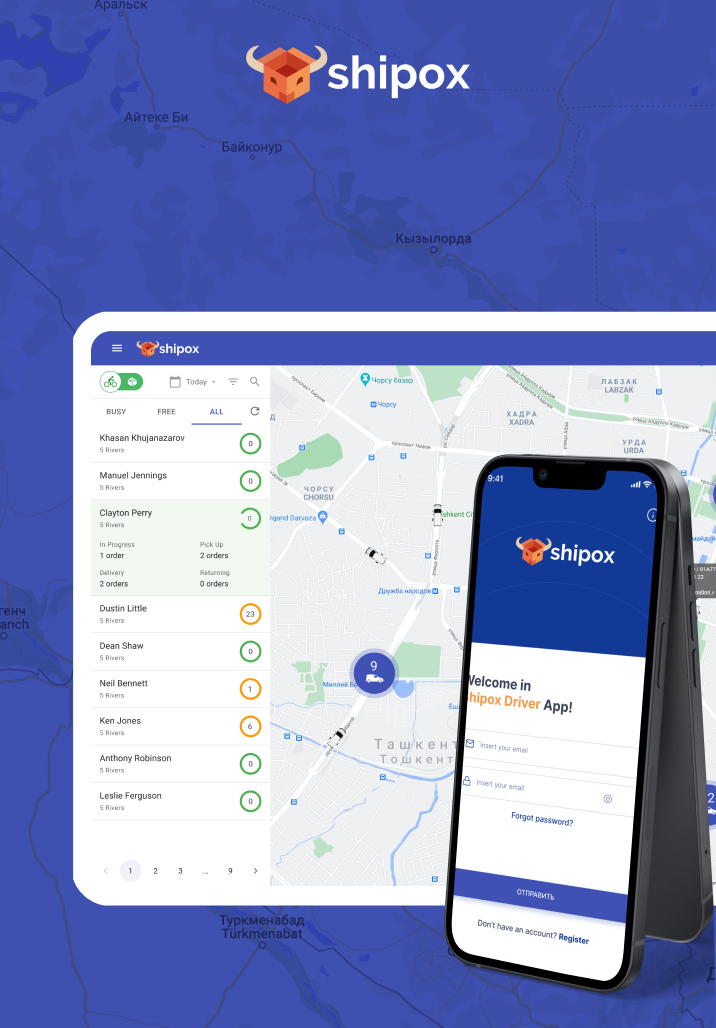 Аральск
shipox
Айтеке Би
Байконур
Кызылорда
shipox
Today
BUSY
FREE
ALL
Khasan Khujanazarov
5 Rivers
0
Manuel Jennings
5 Rivers
0
Clayton Perry
5 Rivers
0
In Progress
Pick Up
1 order
2 orders
Delivery
Returning
2 orders
0 orders
Dustin Little
5 Rivers
23
Dean Shaw
5 Rivers
0
Neil Bennett
5 Rivers
1
Ken Jones
5 Rivers
6
Anthony Robinson
5 Rivers
0
Leslie Ferguson
5 Rivers
0
1 2 3 ... 9
Чорсу базар
Чорсу
ЛАБЗАК
LABZAK
ХАДРА
XADRA
УРДА
URDA
проспект Навои
ЧОРСУ
CHORSU
Дружба народов
9
Ташкент
Тошкент
9:41
shipox
Welcome in
Shipox Driver App!
Insert your email
Insert your email
Forgot password?
ОТПРАВИТЬ
Don't have an account? Register
2
Туркменабад
Türkmenabat